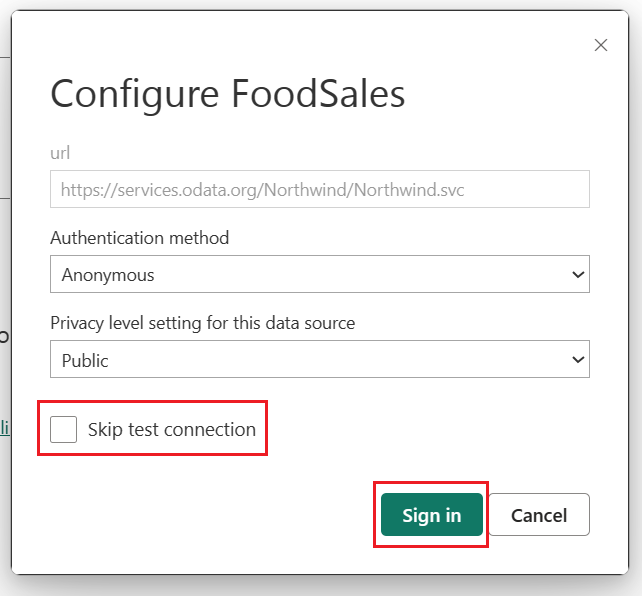 Configure FoodSales
url
https://services.odata.org/Northwind/Northwind.svc
Authentication method
Anonymous
Privacy level setting for this data source
Public
li
Skip test connection
Sign in
Cancel